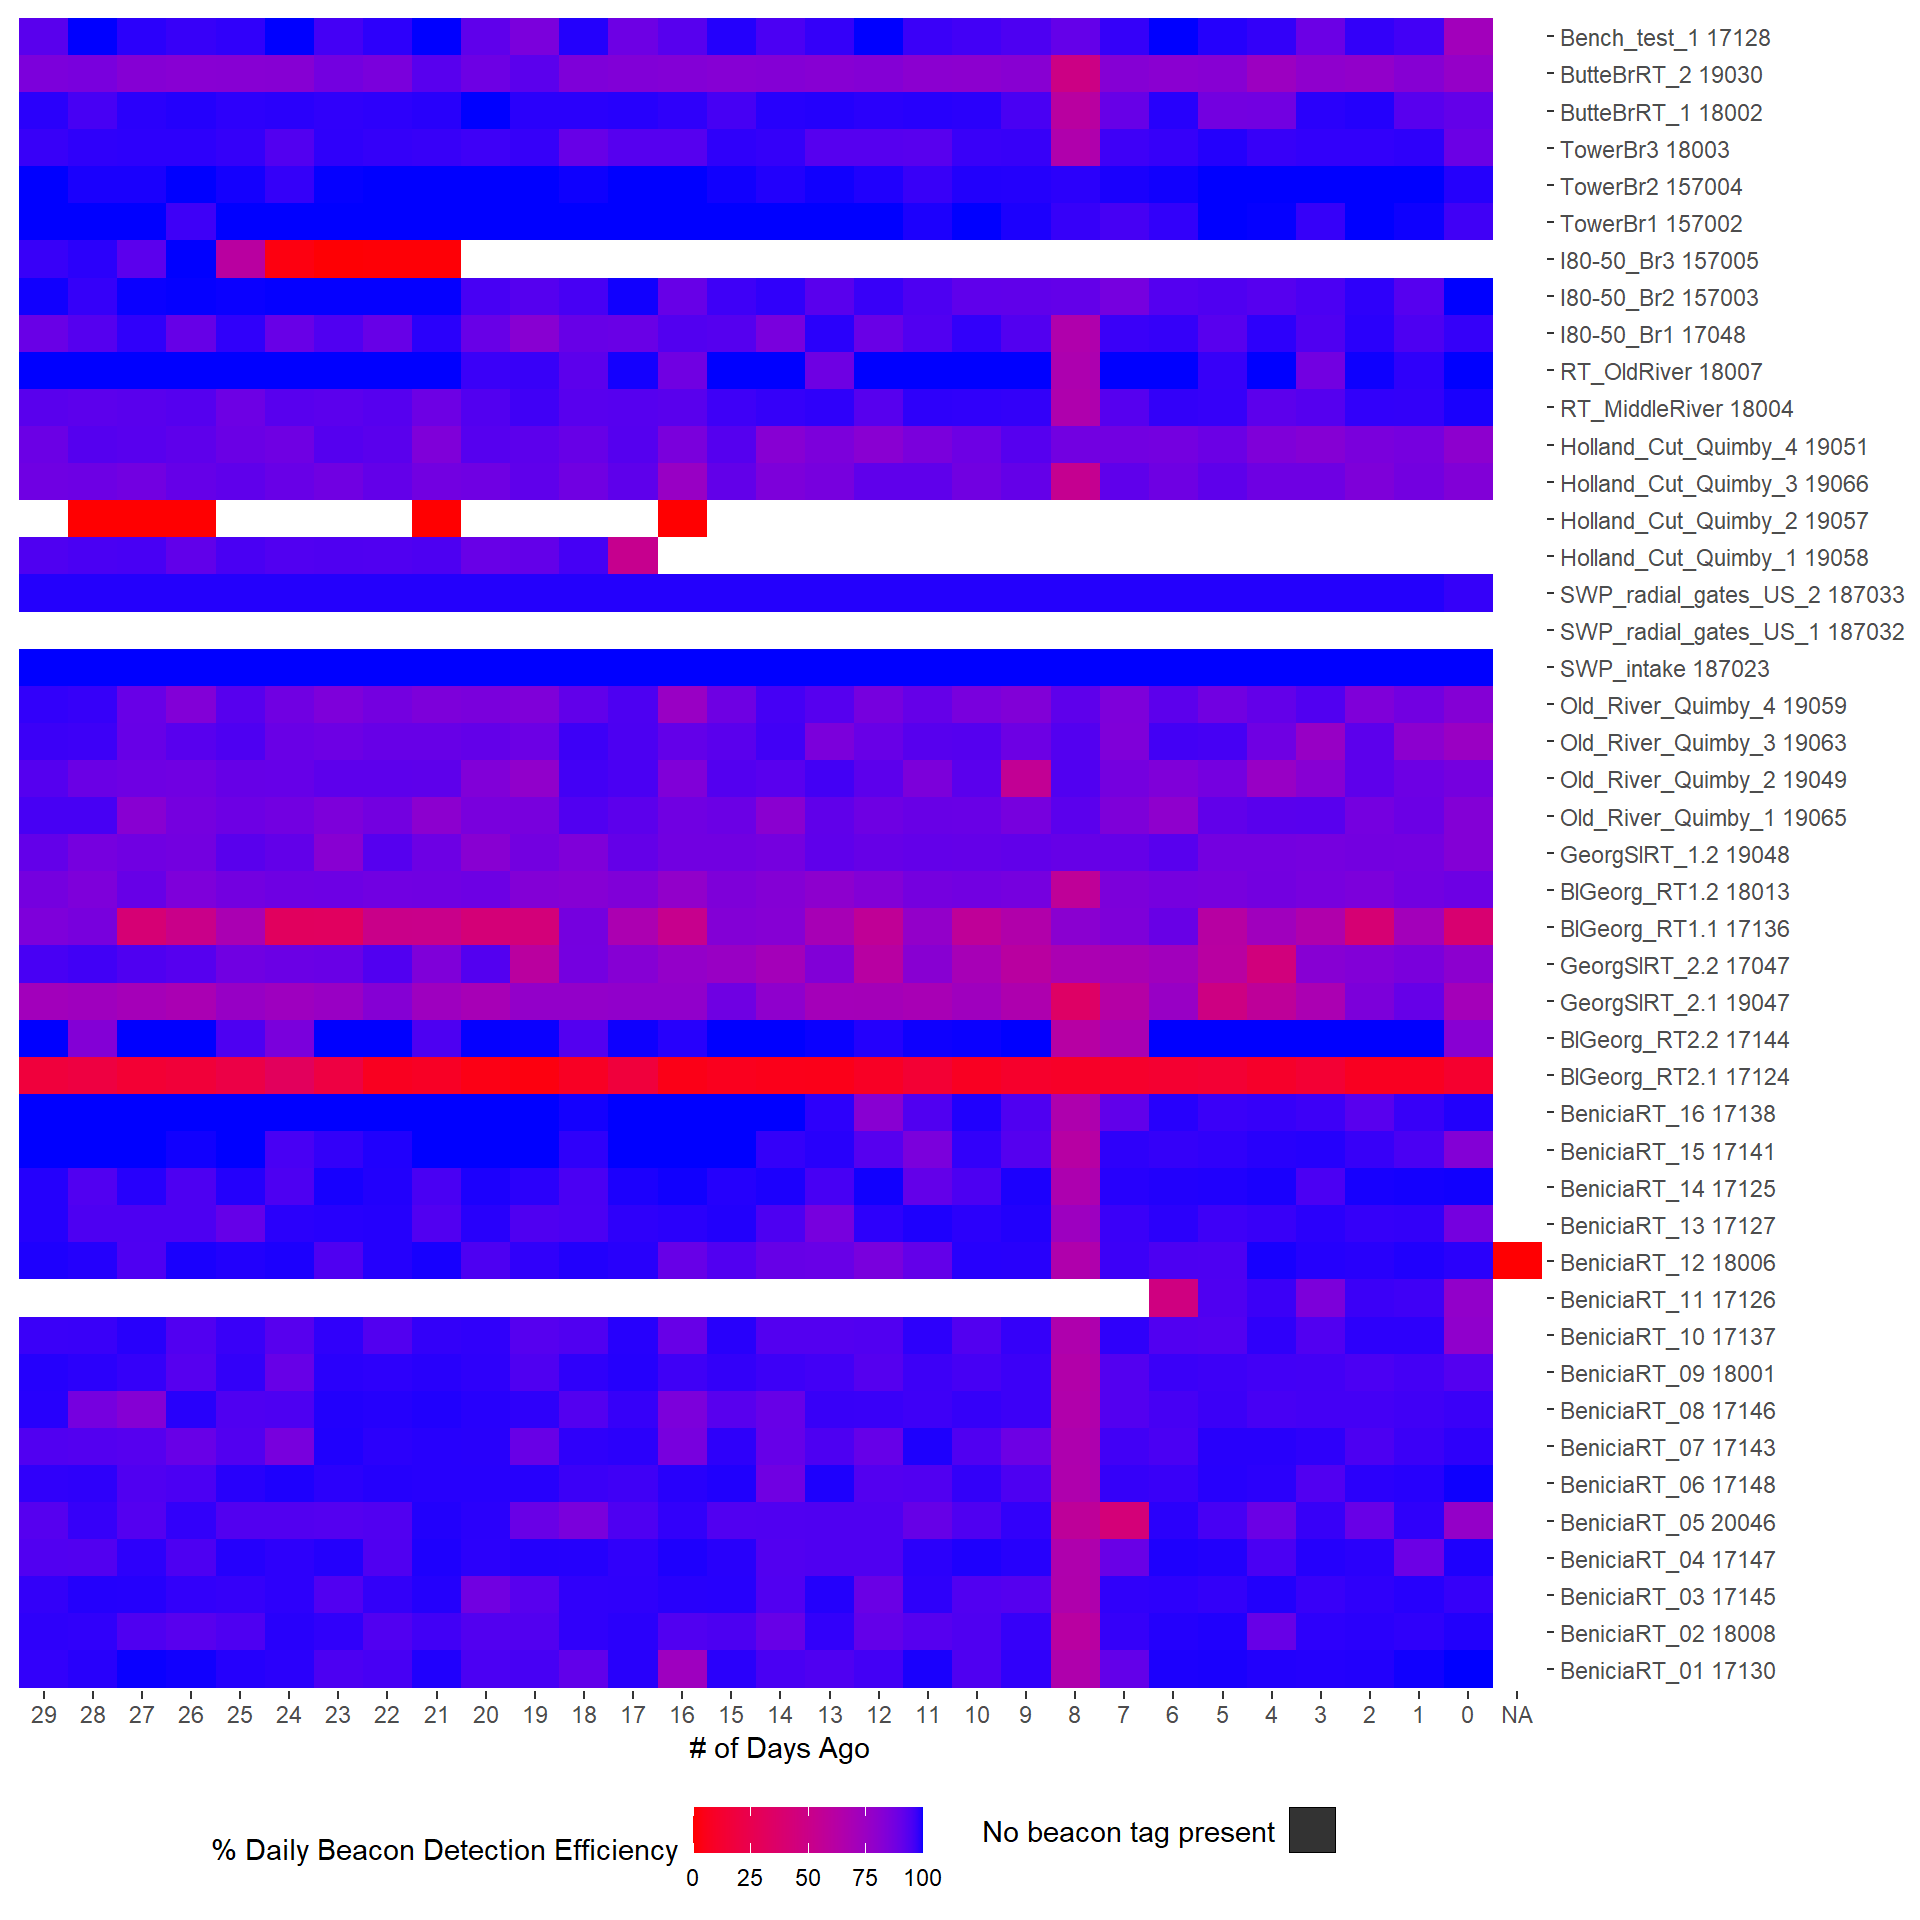 Bench_test_1 17128
ButteBrRT_2 19030
ButteBrRT_1 18002
TowerBr3 18003
TowerBr2 157004
TowerBr1 157002
I80-50_Br3 157005
I80-50_Br2 157003
I80-50_Br1 17048
RT_OldRiver 18007
RT_MiddleRiver 18004
Holland_Cut_Quimby_4 19051
Holland_Cut_Quimby_3 19066
Holland_Cut_Quimby_2 19057
Holland_Cut_Quimby_1 19058
SWP_radial_gates_US_2 187033
SWP_radial_gates_US_1 187032
SWP_intake 187023
Old_River_Quimby_4 19059
Old_River_Quimby_3 19063
Old_River_Quimby_2 19049
Old_River_Quimby_1 19065
GeorgSlRT_1.2 19048
BlGeorg_RT1.2 18013
BlGeorg_RT1.1 17136
GeorgSlRT_2.2 17047
GeorgSlRT_2.1 19047
BlGeorg_RT2.2 17144
BlGeorg_RT2.1 17124
BeniciaRT_16 17138
BeniciaRT_15 17141
BeniciaRT_14 17125
BeniciaRT_13 17127
BeniciaRT_12 18006
BeniciaRT_11 17126
BeniciaRT_10 17137
BeniciaRT_09 18001
BeniciaRT_08 17146
BeniciaRT_07 17143
BeniciaRT_06 17148
BeniciaRT_05 20046
BeniciaRT_04 17147
BeniciaRT_03 17145
BeniciaRT_02 18008
BeniciaRT_01 17130
29 28 27 26 25 24 23 22 21 20 19 18 17 16 15 14 13 12 11 10 9 8 7 6 5 4 3 2 1 0 NA
# of Days Ago
% Daily Beacon Detection Efficiency
0 25 50 75 100
No beacon tag present